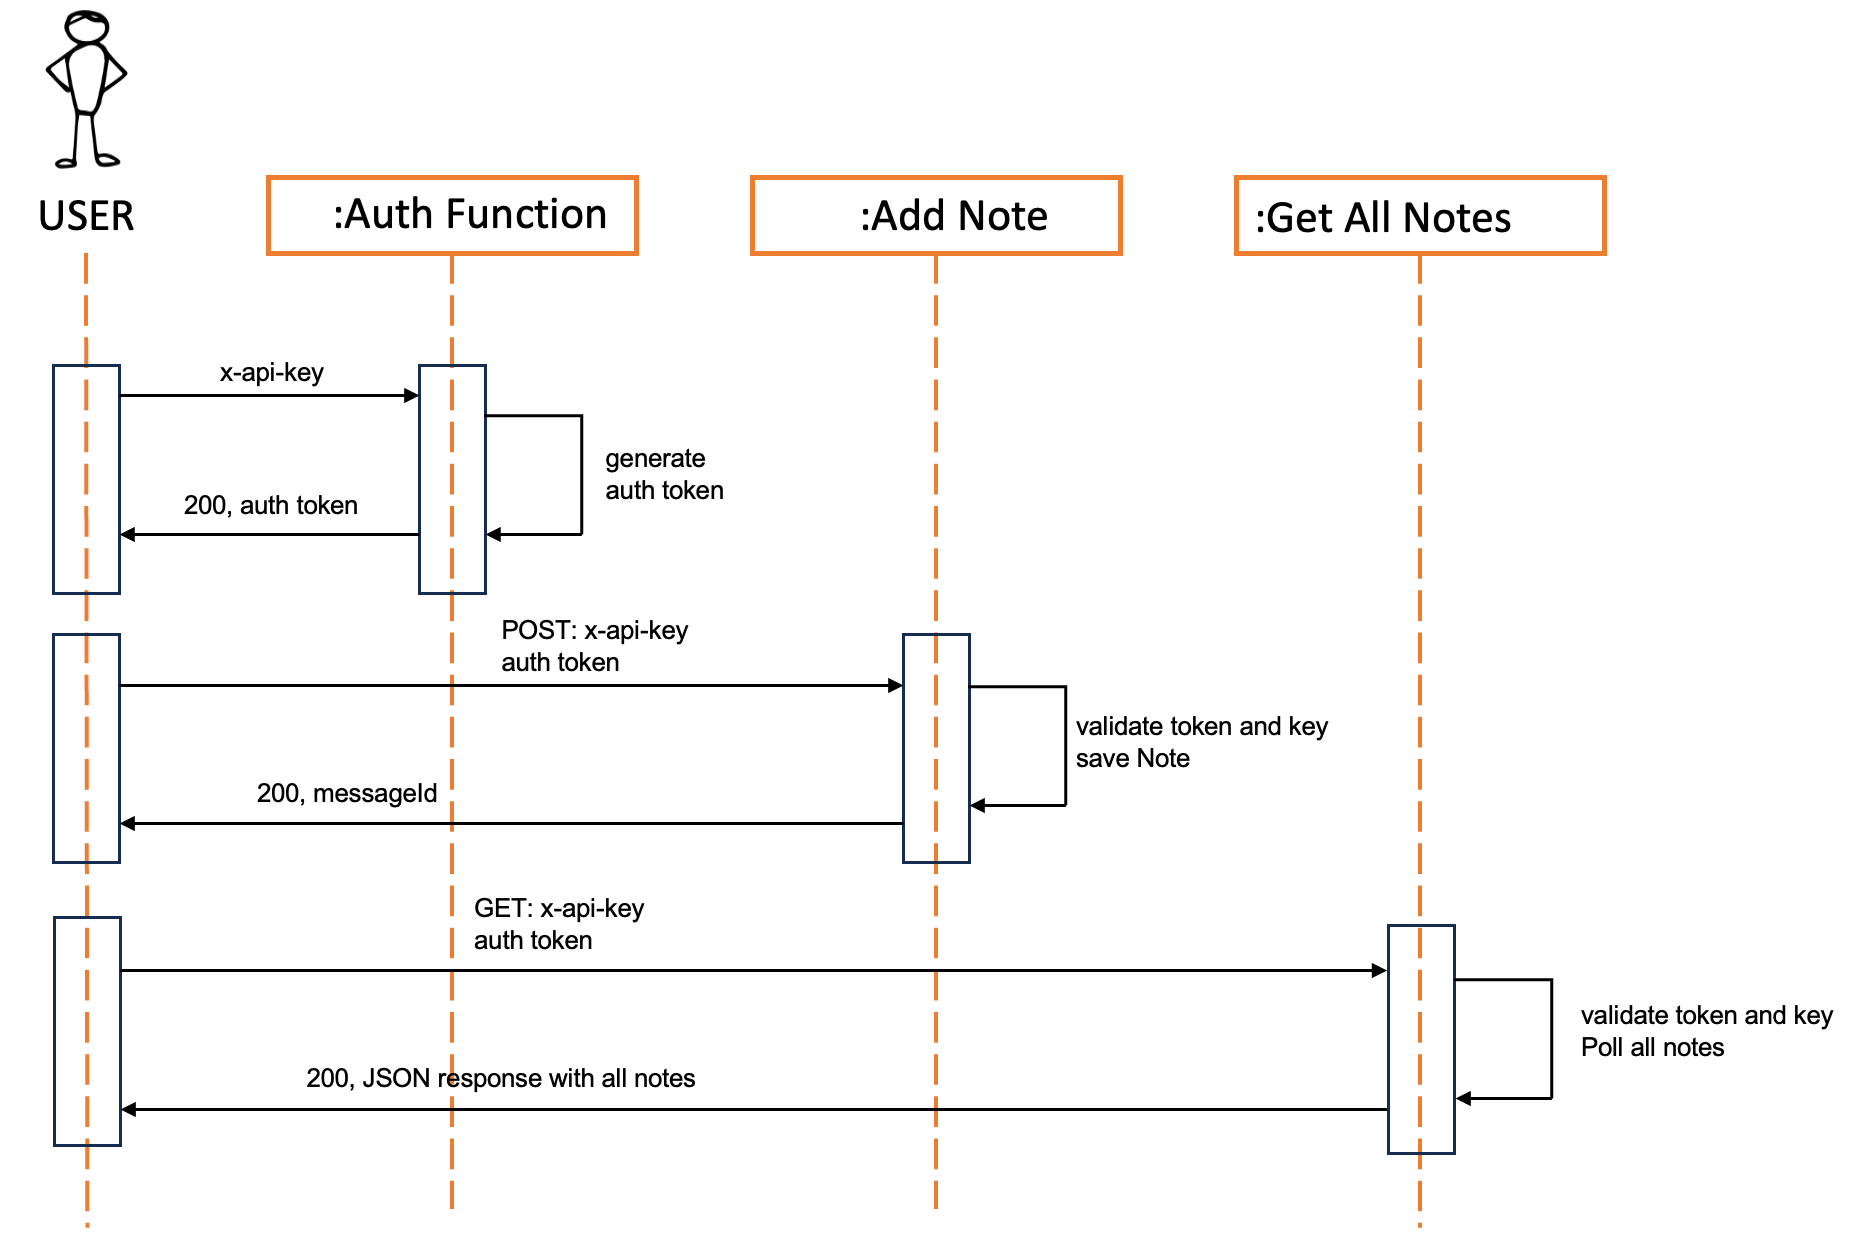 USER
:Auth Function
:Add Note
:Get All Notes
x-api-key
generate
auth token
200, auth token
POST: x-api-key
auth token
validate token and key
save Note
200, messageId
GET: x-api-key
auth token
validate token and key
Poll all notes
200, JSON response with all notes